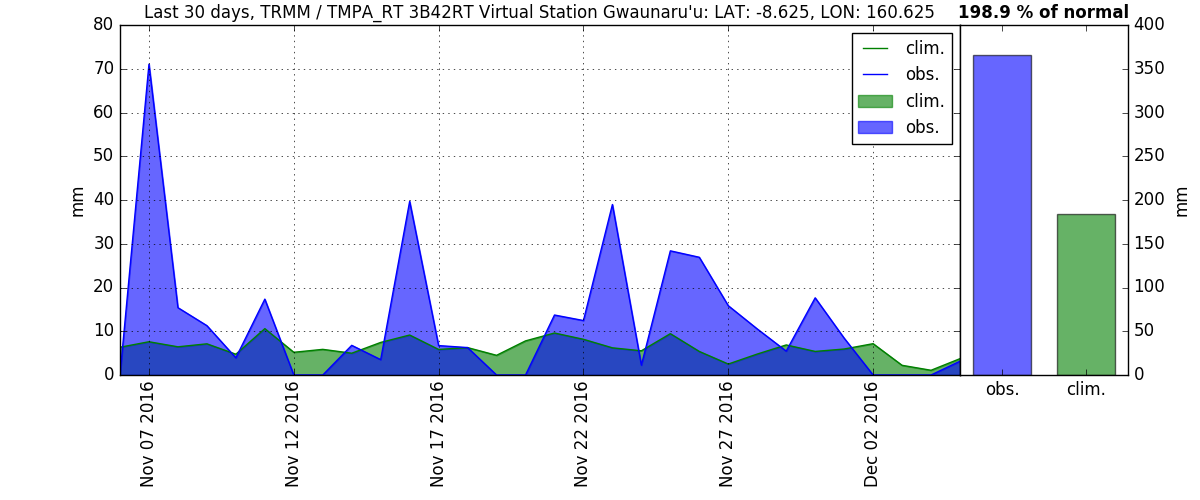 Last 30 days, TRMM / TMPA_RT 3B42RT Virtual Station Gwaunaru'u: LAT: -8.625, LON: 160.625
198.9 % of normal
80
70
60
50
40
30
20
10
0
mm
clim.
obs.
clim.
obs.
400
350
300
250
200
150
100
50
0
mm
Nov 07 2016
Nov 12 2016
Nov 17 2016
Nov 22 2016
Nov 27 2016
Dec 02 2016
obs.
clim.